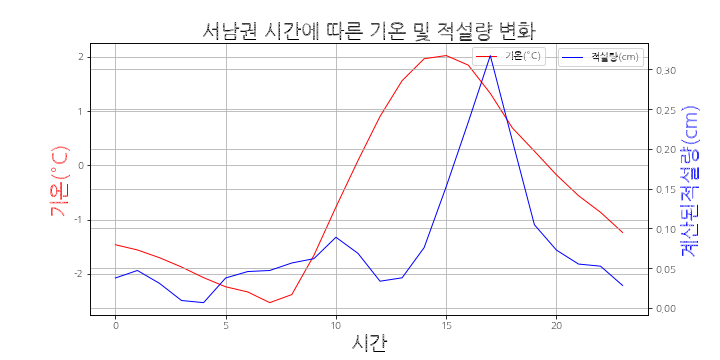 서남권 시간에 따른 기온 및 적설량 변화
기온(°C)
적설량(cm)
2
1
0
-1
-2
기온(°C)
0,30
0,25
0,20
0,15
0,10
0,05
0,00
계산된적설량(cm)
0 5 10 15 20
시간